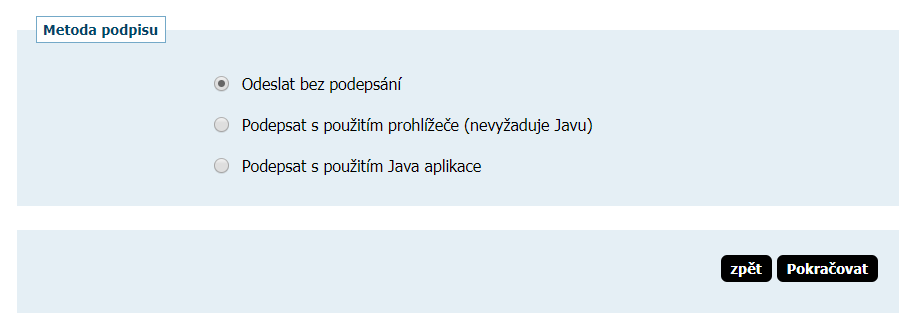 Metoda podpisu
Odeslat bez podepsání
Podepsat s použitím prohlížeče (nevyžaduje Javu)
Podepsat s použitím Java aplikace
zpět Pokračovat